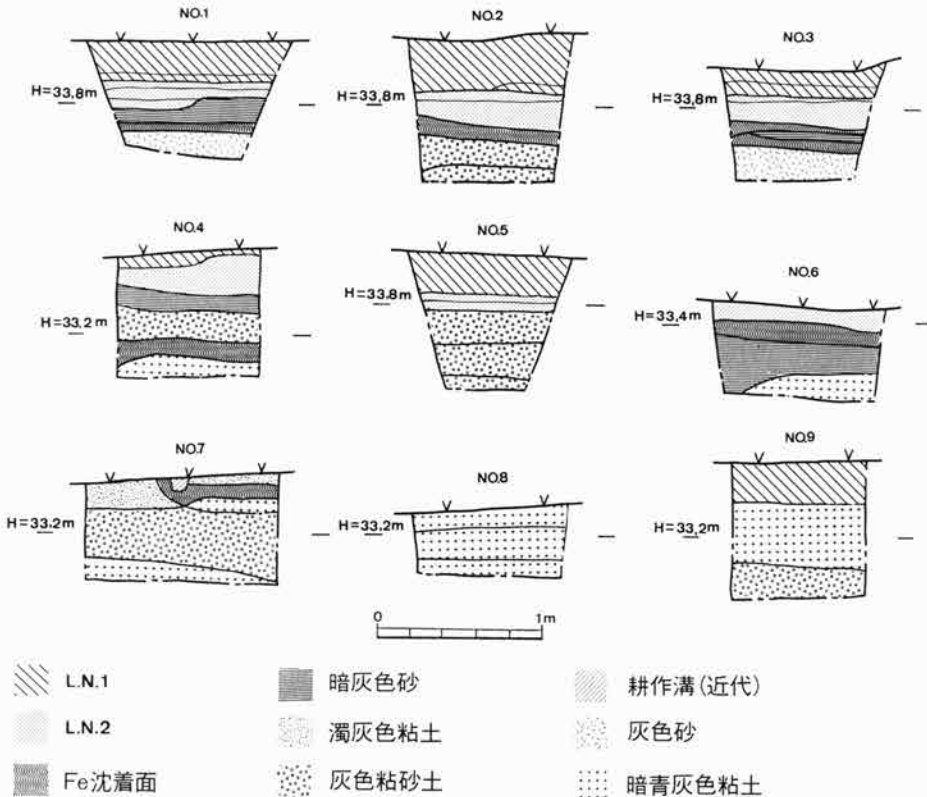 NO.1
NO.2
NO.3
H=33,8m
H=33,8m
H=33,8m
NO.4
NO.5
NO.6
H=33,2m
H=33,8m
H=33,4m
NO.7
NO.8
NO.9
H=33.2m
H=33,2m
H=33,2m
0 1m
L.N.1
暗灰色砂
耕作溝(近代)
L.N.2
濁灰色粘土
灰色砂
Fe沈着面
灰色粘砂土
暗青灰色粘土